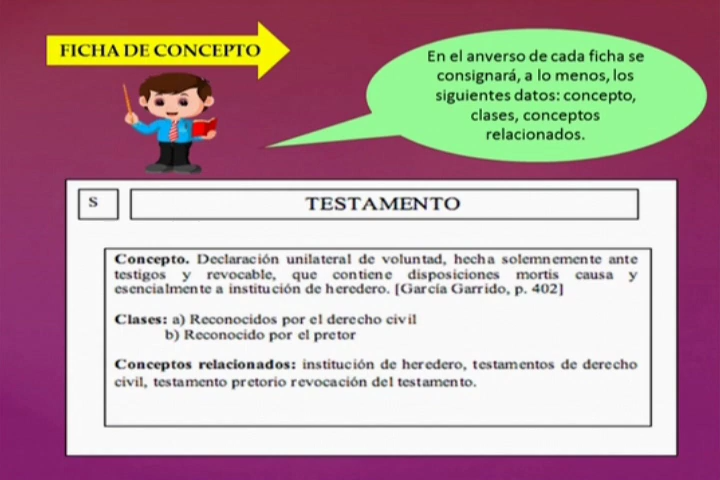 FICHA DE CONCEPTO
En el anverso de cada ficha se
consignará, a lo menos, los
siguientes datos: concepto,
clases, conceptos
relacionados.
S
TESTAMENTO
Concepto. Declaración unilateral de voluntad, hecha solemnemente ante
testigos y revocable, que contiene disposiciones mortis causa y
esencialmente a institución de heredero. [García Garrido, p. 402]
Clases: a) Reconocidos por el derecho civil
b) Reconocido por el pretor
Conceptos relacionados: institución de heredero, testamentos de derecho
civil, testamento pretorio revocación del testamento.